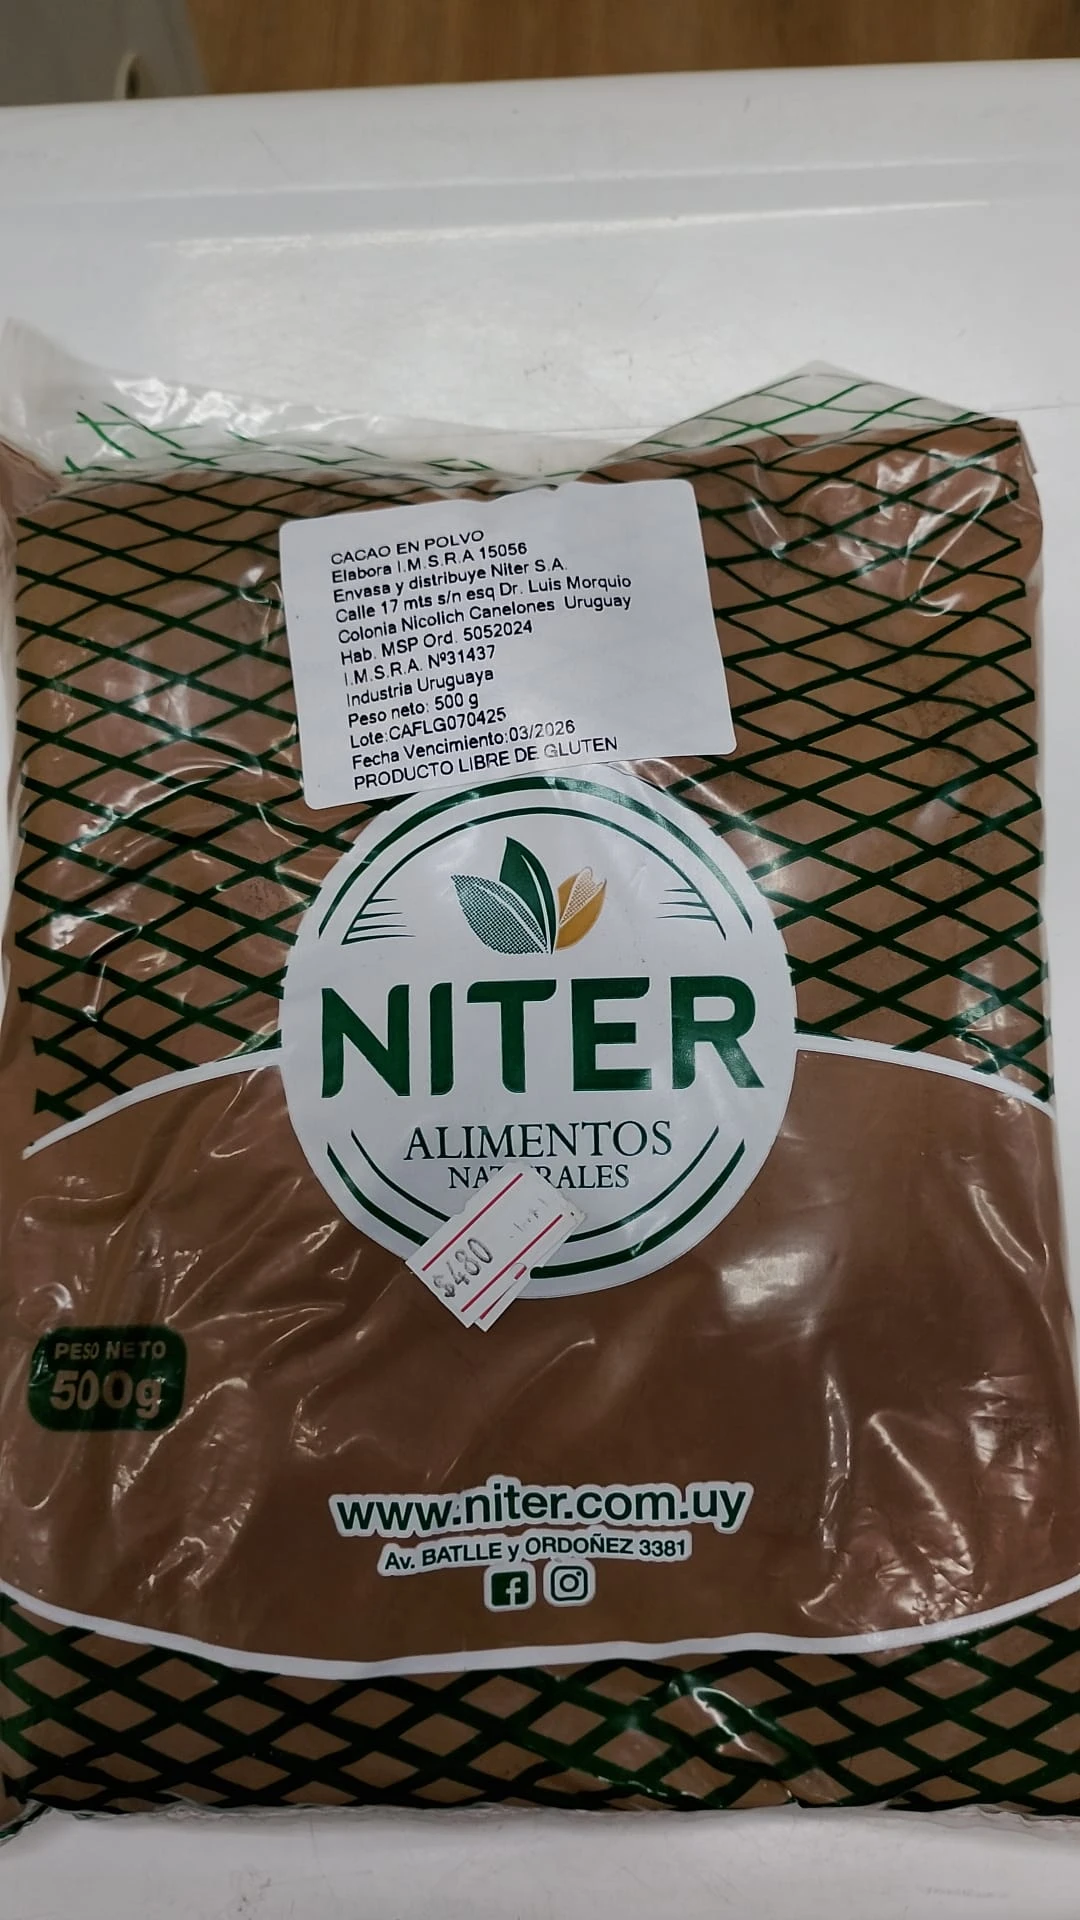 CACAO EN POLVO
Elabora I.M.S.R.A 15056
Envasa y distribuye Niter S.A.
Calle 17 mts s/n esq Dr. Luis Morquio
Colonia Nicolich Canelones Uruguay
Hab. MSP Ord. 5052024
I.M.S.R.A. Nº31437
Industria Uruguaya
Peso neto: 500 g
Lote:CAFLG070425
Fecha Vencimiento:03/2026
PRODUCTO LIBRE DE GLUTEN
NITER
ALIMENTOS
$480
PESO NETO
500g
www.niter.com.uy
Av. BATLLE y ORDOÑEZ 3381